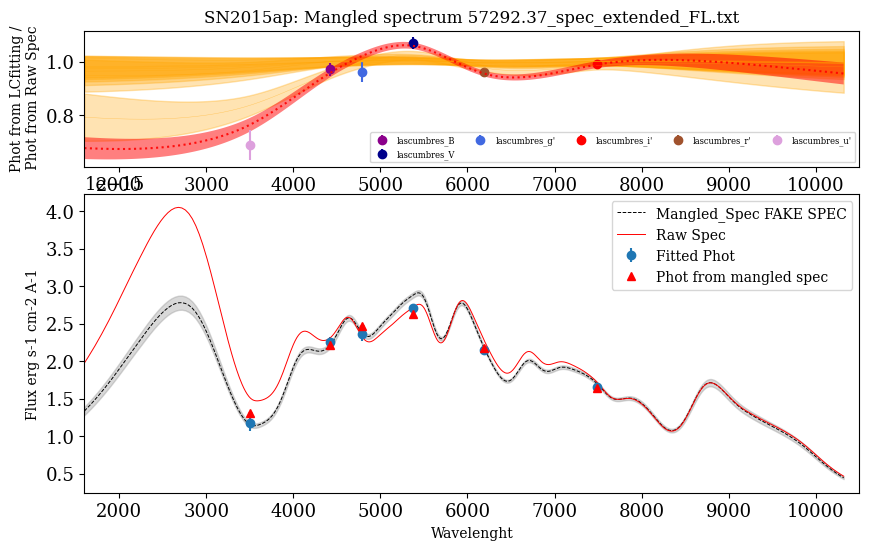 SN2015ap: Mangled spectrum 57292.37_spec_extended_FL.txt
Phot from LCfitting /
Phot from Raw Spec
1.0
0.8
lascumbres_B
lascumbres_V
lascumbres_g'
lascumbres_i'
lascumbres_r'
lascumbres_u'
2000 3000 4000 5000 6000 7000 8000 9000 10000
1e−15
Flux erg s-1 cm-2 A-1
4.0
3.5
3.0
2.5
2.0
1.5
1.0
0.5
Mangled_Spec FAKE SPEC
Raw Spec
Fitted Phot
Phot from mangled spec
2000 3000 4000 5000 6000 7000 8000 9000 10000
Wavelenght